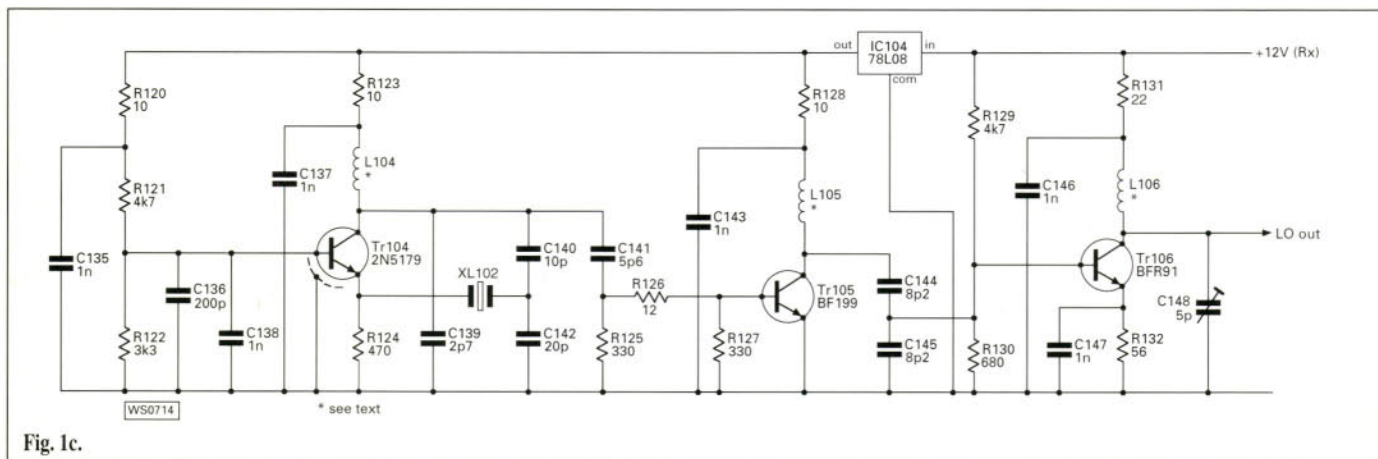 out
IC104
78L08
in
com
+12V (Rx)
R120
10
R123
10
R128
10
R129
4k7
R131
22
R121
4k7
C137
1n
L104
*
C143
1n
L105
*
C146
1n
L106
*
C135
1n
C136
200p
C138
1n
Tr104
2N5179
XL102
C140
10p
C141
5p6
R126
12
Tr105
BF199
C144
8p2
Tr106
BFR91
LO out
C148
5p
R122
3k3
R124
470
C139
2p7
C142
20p
R125
330
R127
330
C145
8p2
R130
680
C147
1n
R132
56
WS0714
* see text
Fig. 1c.